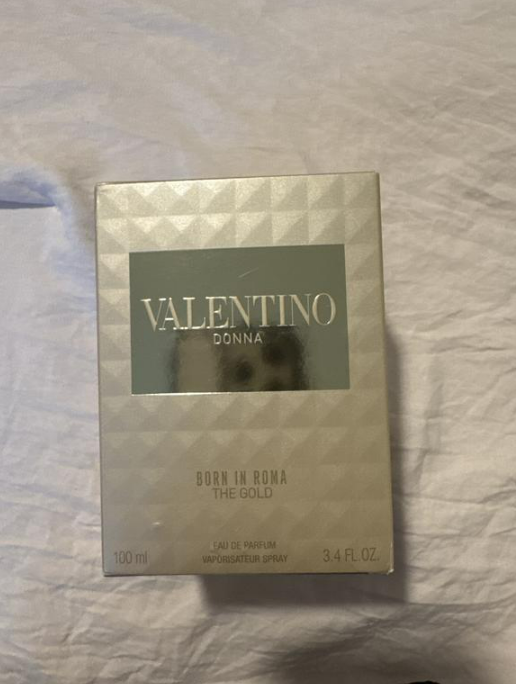 VALENTINO
DONNA
BORN IN ROMA
THE GOLD
EAU DE PARFUM
100 ml VAPORISATEUR SPRAY 3.4 FL. OZ.